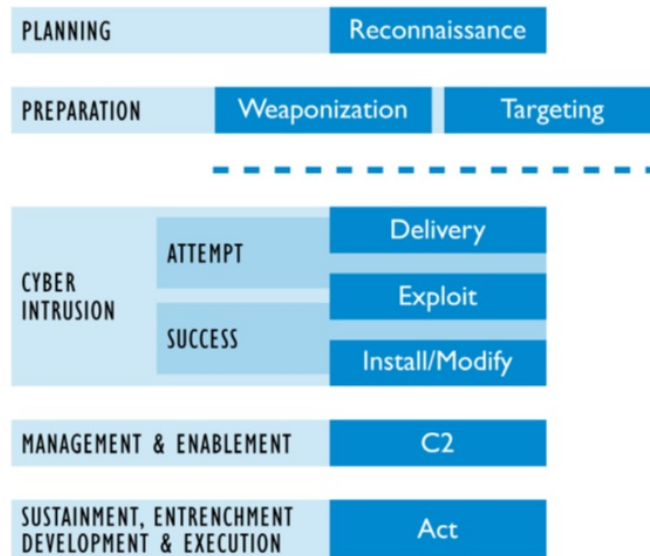 PLANNING
Reconnaissance
PREPARATION
Weaponization
Targeting
Delivery
ATTEMPT
CYBER
INTRUSION
Exploit
SUCCESS
Install/Modify
MANAGEMENT & ENABLEMENT
C2
SUSTAINMENT, ENTRENCHMENT
DEVELOPMENT & EXECUTION
Act